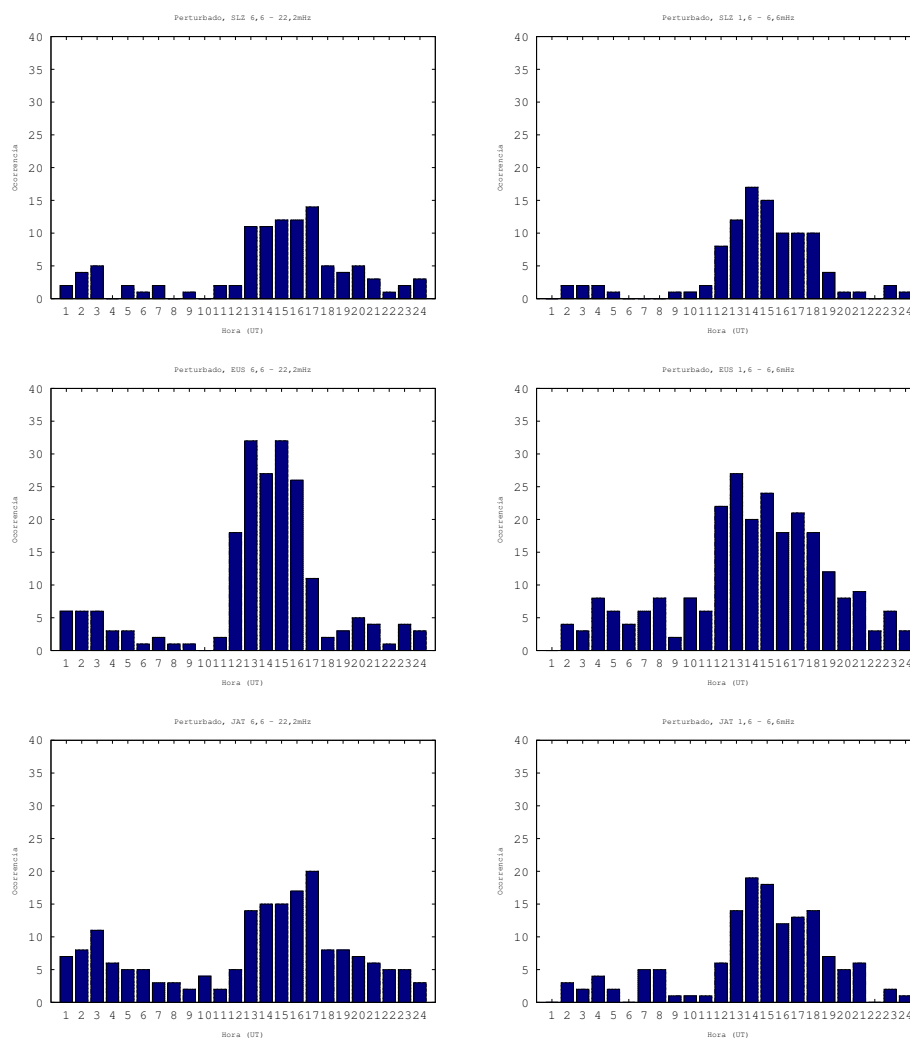 Perturbado, SLZ 6,6 - 22,2mHz
40
35
30
25
20
15
10
5
0
Ocorrencia
1 2 3 4 5 6 7 8 9 10 11 12 13 14 15 16 17 18 19 20 21 22 23 24
Hora (UT)
Perturbado, SLZ 1,6 - 6,6mHz
40
35
30
25
20
15
10
5
0
Ocorrencia
1 2 3 4 5 6 7 8 9 10 11 12 13 14 15 16 17 18 19 20 21 22 23 24
Hora (UT)
Perturbado, EUS 6,6 - 22,2mHz
40
35
30
25
20
15
10
5
0
Ocorrencia
1 2 3 4 5 6 7 8 9 10 11 12 13 14 15 16 17 18 19 20 21 22 23 24
Hora (UT)
Perturbado, EUS 1,6 - 6,6mHz
40
35
30
25
20
15
10
5
0
Ocorrencia
1 2 3 4 5 6 7 8 9 10 11 12 13 14 15 16 17 18 19 20 21 22 23 24
Hora (UT)
Perturbado, JAT 6,6 - 22,2mHz
40
35
30
25
20
15
10
5
0
Ocorrencia
1 2 3 4 5 6 7 8 9 10 11 12 13 14 15 16 17 18 19 20 21 22 23 24
Hora (UT)
Perturbado, JAT 1,6 - 6,6mHz
40
35
30
25
20
15
10
5
0
Ocorrencia
1 2 3 4 5 6 7 8 9 10 11 12 13 14 15 16 17 18 19 20 21 22 23 24
Hora (UT)